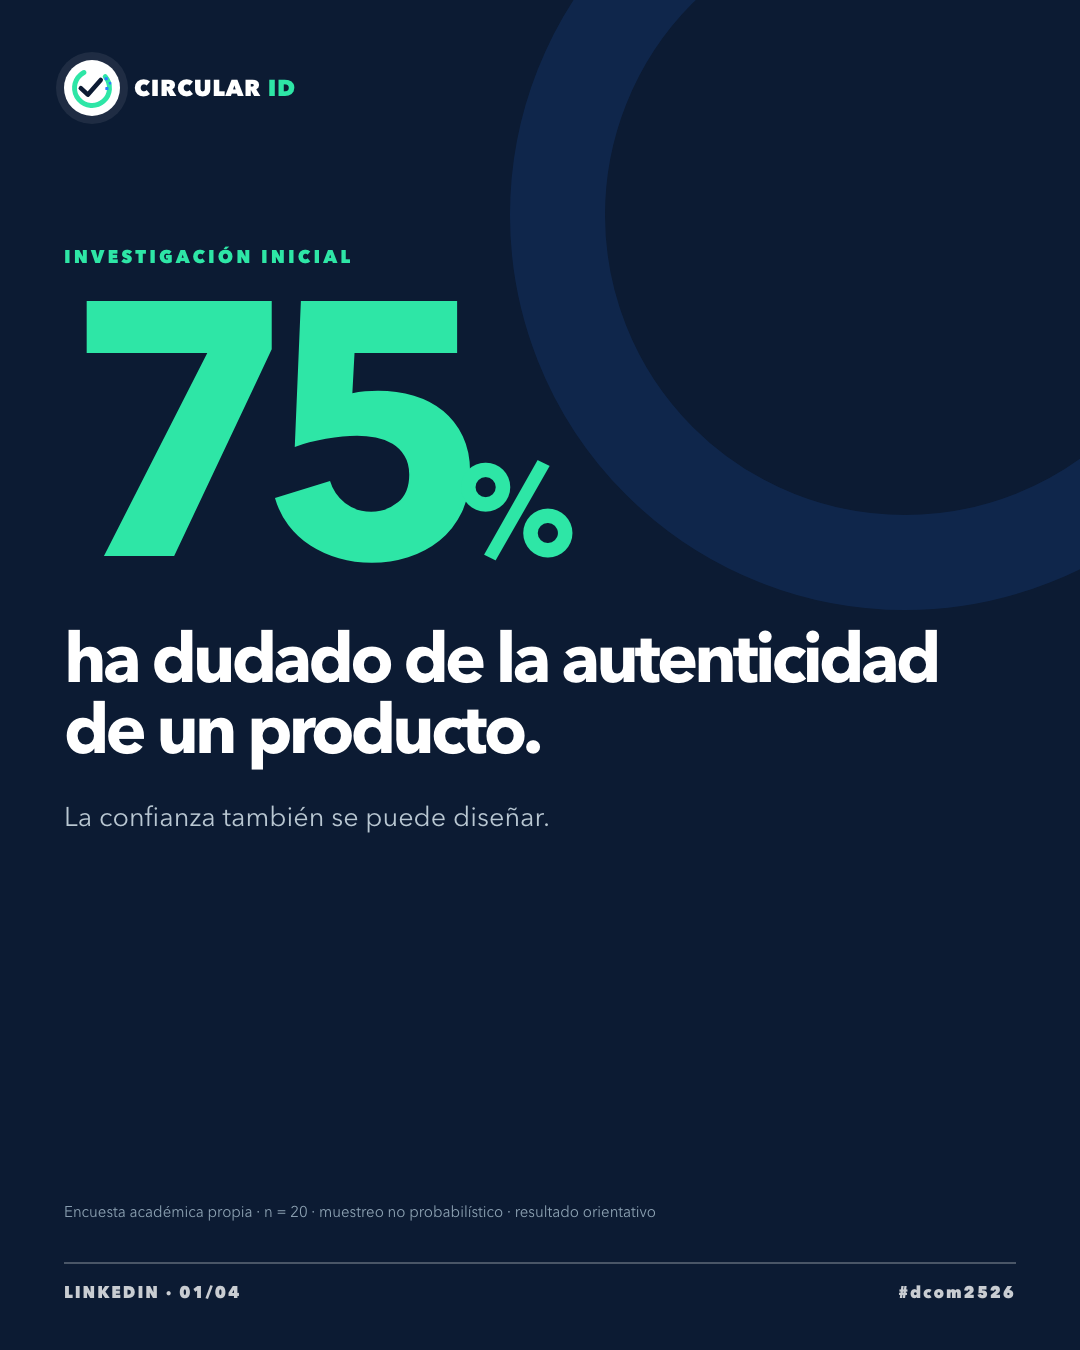 CIRCULAR ID
INVESTIGACIÓN INICIAL
75%
ha dudado de la autenticidad
de un producto.
La confianza también se puede diseñar.
Encuesta académica propia · n = 20 · muestreo no probabilístico · resultado orientativo
LINKEDIN · 01/04
#dcom2526